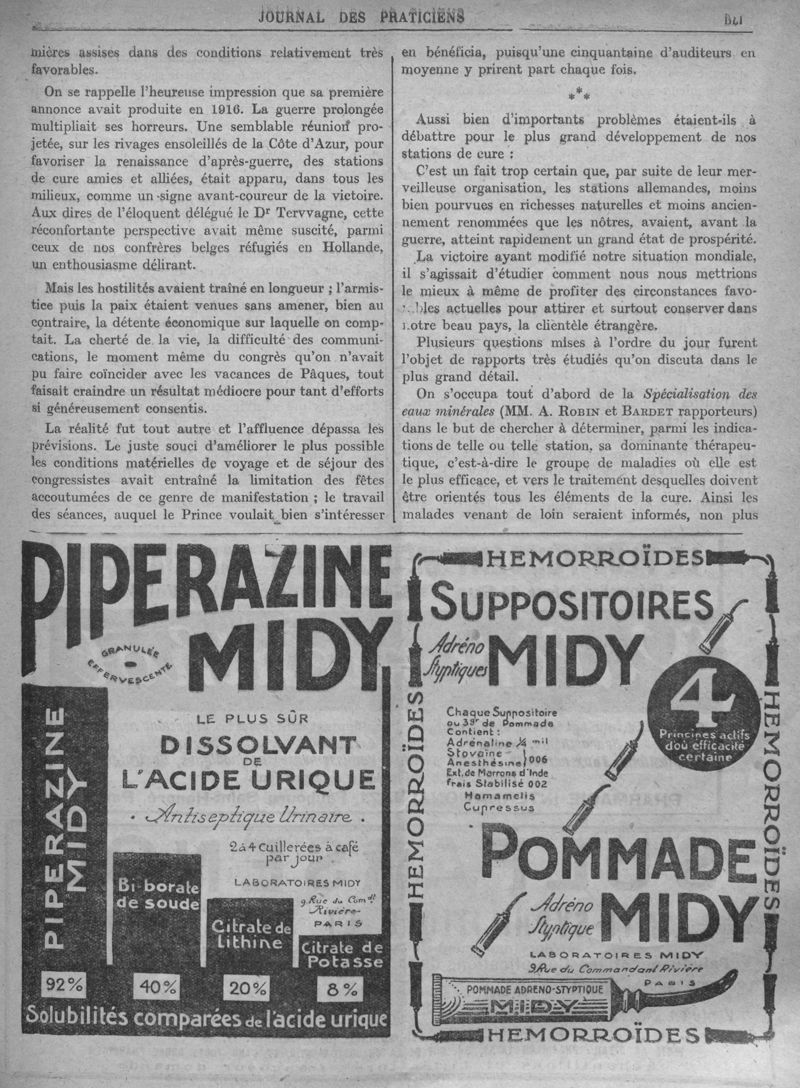 JOURNAL DES PRATICIENS
mières assises dans des conditions relativement très
favorables.
On se rappelle l'heureuse impression que sa première
annonce avait produite en 1916. La guerre prolongée
multipliait ses horreurs. Une semblable réunion pro-
jetée, sur les rivages ensoleillés de la Côte d'Azur, pour
favoriser la renaissance d'après-guerre, des stations
de cure amies et alliées, était apparu, dans tous les
milieux, comme un signe avant-coureur de la victoire.
Aux dires de l'éloquent délégué le Dr Tervvagne, cette
réconfortante perspective avait même suscité, parmi
ceux de nos confrères belges réfugiés en Hollande,
un enthousiasme délirant.
Mais les hostilités avaient traîné en longueur ; l'armis-
tice puis la paix étaient venues sans amener, bien au
contraire, la détente économique sur laquelle on comp-
tait. La cherté de la vie, la difficulté des communi-
cations, le moment même du congrès qu'on n'avait
pu faire coïncider avec les vacances de Pâques, tout
faisait craindre un résultat médiocre pour tant d'efforts
si généreusement consentis.
La réalité fut tout autre et l'affluence dépassa les
prévisions. Le juste souci d'améliorer le plus possible
les conditions matérielles de voyage et de séjour des
congressistes avait entraîné la limitation des fêtes
accoutumées de ce genre de manifestation ; le travail
des séances, auquel le Prince voulait bien s'intéresser
en bénéficia, puisqu'une cinquantaine d'auditeurs en
moyenne y prirent part chaque fois.
***
Aussi bien d'importants problèmes étaient-ils à
débattre pour le plus grand développement de nos
stations de cure :
C'est un fait trop certain que, par suite de leur mer-
veilleuse organisation, les stations allemandes, moins
bien pourvues en richesses naturelles et moins ancien-
nement renommées que les nôtres, avaient, avant la
guerre, atteint rapidement un grand état de prospérité.
La victoire ayant modifié notre situation mondiale,
il s'agissait d'étudier comment nous nous mettrions
le mieux à même de profiter des circonstances favo-
bles actuelles pour attirer et surtout conserver dans
notre beau pays, la clientèle étrangère.
Plusieurs questions mises à l'ordre du jour furent
l'objet de rapports très étudiés qu'on discuta dans le
plus grand détail.
On s'occupa tout d'abord de la Spécialisation des
eaux minérales (MM. A. ROBIN et BARDET rapporteurs)
dans le but de chercher à déterminer, parmi les indica-
tions de telle ou telle station, sa dominante thérapeu-
tique, c'est-à-dire le groupe de maladies où elle est
le plus efficace, et vers le traitement desquelles doivent
être orientés tous les éléments de la cure. Ainsi les
malades venant de loin seraient informés, non plus
PIPERAZINE
MIDY
GRANULÉE
EFFERVESCENTE
LE PLUS SÛR
DISSOLVANT
DE
L'ACIDE URIQUE
Antiseptique Urinaire
2 à 4 Cuillerées à café
par jour
LABORATOIRES MIDY
9 Rue du Comdt
Rivière
PARIS
PIPERAZINE
MIDY
Bi-borate
de soude
Citrate de
Lithine
Citrate de
Potasse
92%
40%
20%
8%
Solubilités comparées de l'acide urique
HEMORROÏDES
SUPPOSITOIRES
Adréno
Styptiques
MIDY
4
Principes actifs
d'où efficacité
certaine
Chaque Suppositoire
ou 3gr de Pommade
Contient :
Adrénaline 1/4 mil
Stovaïne
Anesthésine 006
Ext. de Marrons d'Inde
frais Stabilisé 002
Hamamelis
Cupressus
HEMORROÏDES
HEMORROÏDES
POMMADE
Adréno
Styptique
MIDY
LABORATOIRES MIDY
9 Rue du Commandant Rivière
PARIS
POMMADE ADRENO-STYPTIQUE
MIDY
HEMORROÏDES